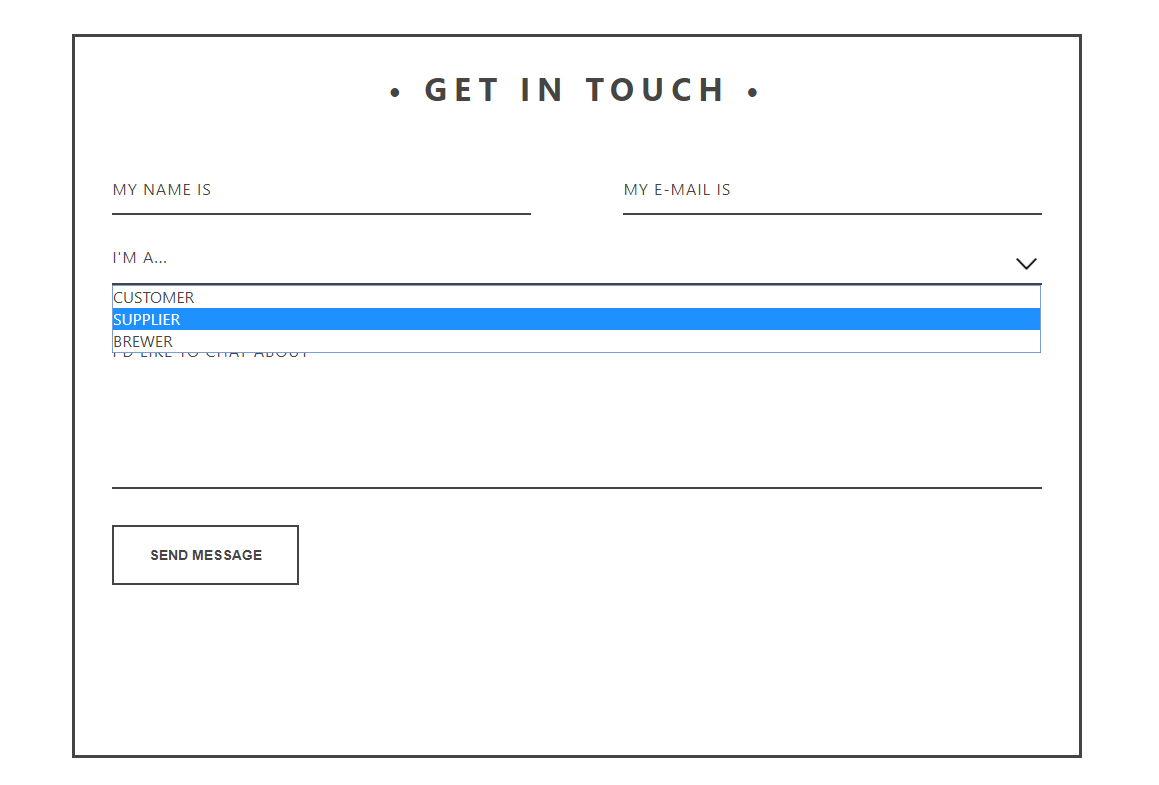 • GET IN TOUCH •
MY NAME IS
MY E-MAIL IS
I'M A...
CUSTOMER
SUPPLIER
BREWER
I'D LIKE TO CHAT ABOUT
SEND MESSAGE